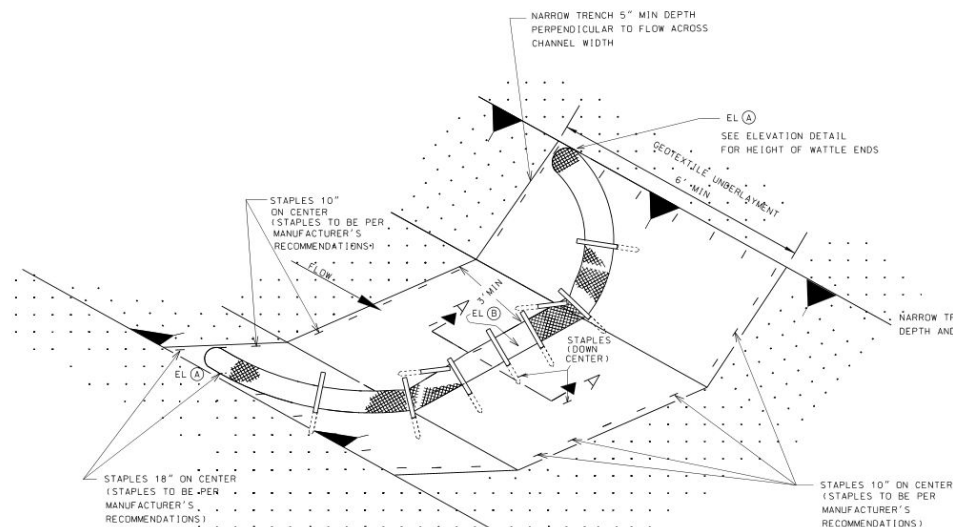 NARROW TRENCH 5" MIN DEPTH
PERPENDICULAR TO FLOW ACROSS
CHANNEL WIDTH
EL A
SEE ELEVATION DETAIL
FOR HEIGHT OF WATTLE ENDS
GEOTEXTILE UNDERLAYMENT
6' MIN
STAPLES 10"
ON CENTER
(STAPLES TO BE PER
MANUFACTURER'S
RECOMMENDATIONS)
FLOW
3' MIN
A
EL B
STAPLES
(DOWN
CENTER)
A
NARROW TR
DEPTH AND
EL A
STAPLES 18" ON CENTER
(STAPLES TO BE PER
MANUFACTURER'S
RECOMMENDATIONS)
STAPLES 10" ON CENTER
(STAPLES TO BE PER
MANUFACTURER'S
RECOMMENDATIONS)